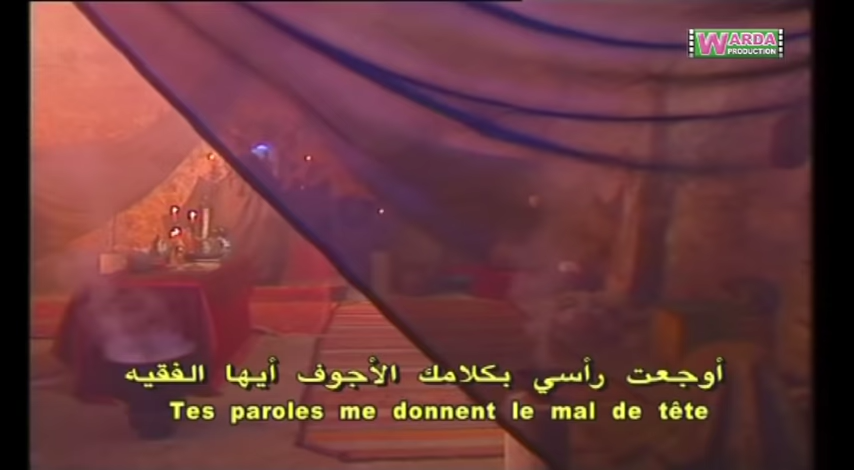 WARDA
PRODUCTION
أوجعت رأسي بكلامك الأجوف أيها الفقيه
Tes paroles me donnent le mal de tête